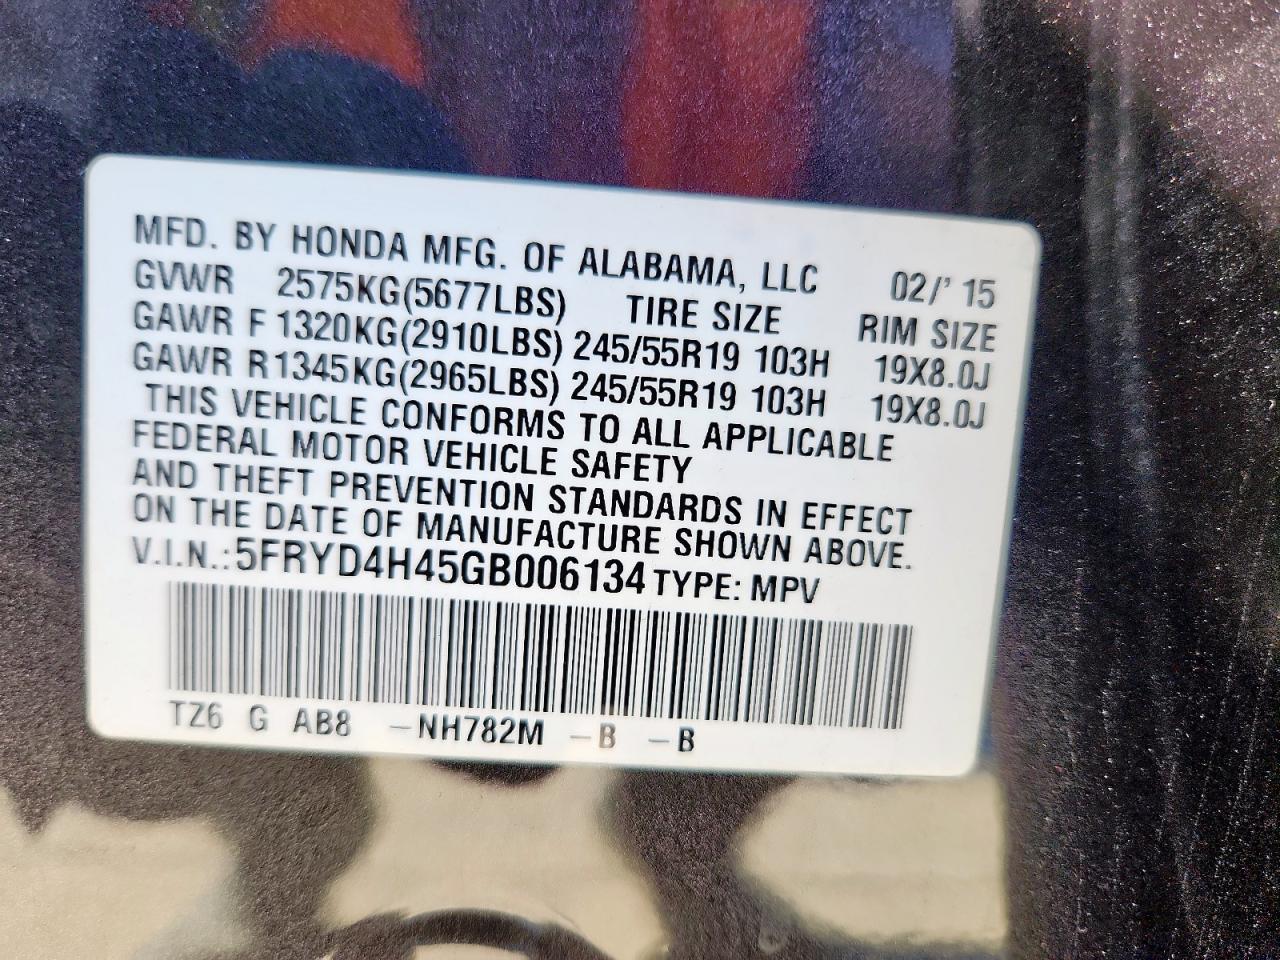 MFD. BY HONDA MFG. OF ALABAMA, LLC 02/' 15
GVWR 2575KG(5677LBS) TIRE SIZE RIM SIZE
GAWR F 1320KG(2910LBS) 245/55R19 103H 19X8.0J
GAWR R1345KG(2965LBS) 245/55R19 103H 19X8.0J
THIS VEHICLE CONFORMS TO ALL APPLICABLE
FEDERAL MOTOR VEHICLE SAFETY
AND THEFT PREVENTION STANDARDS IN EFFECT
ON THE DATE OF MANUFACTURE SHOWN ABOVE.
V.I.N.:5FRYD4H45GB006134 TYPE: MPV
TZ6 G AB8 -NH782M -B -B